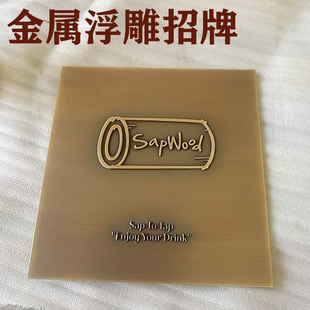 金属浮雕招牌
SapWood
Sap to Tap
"Enjoy Your Drink"